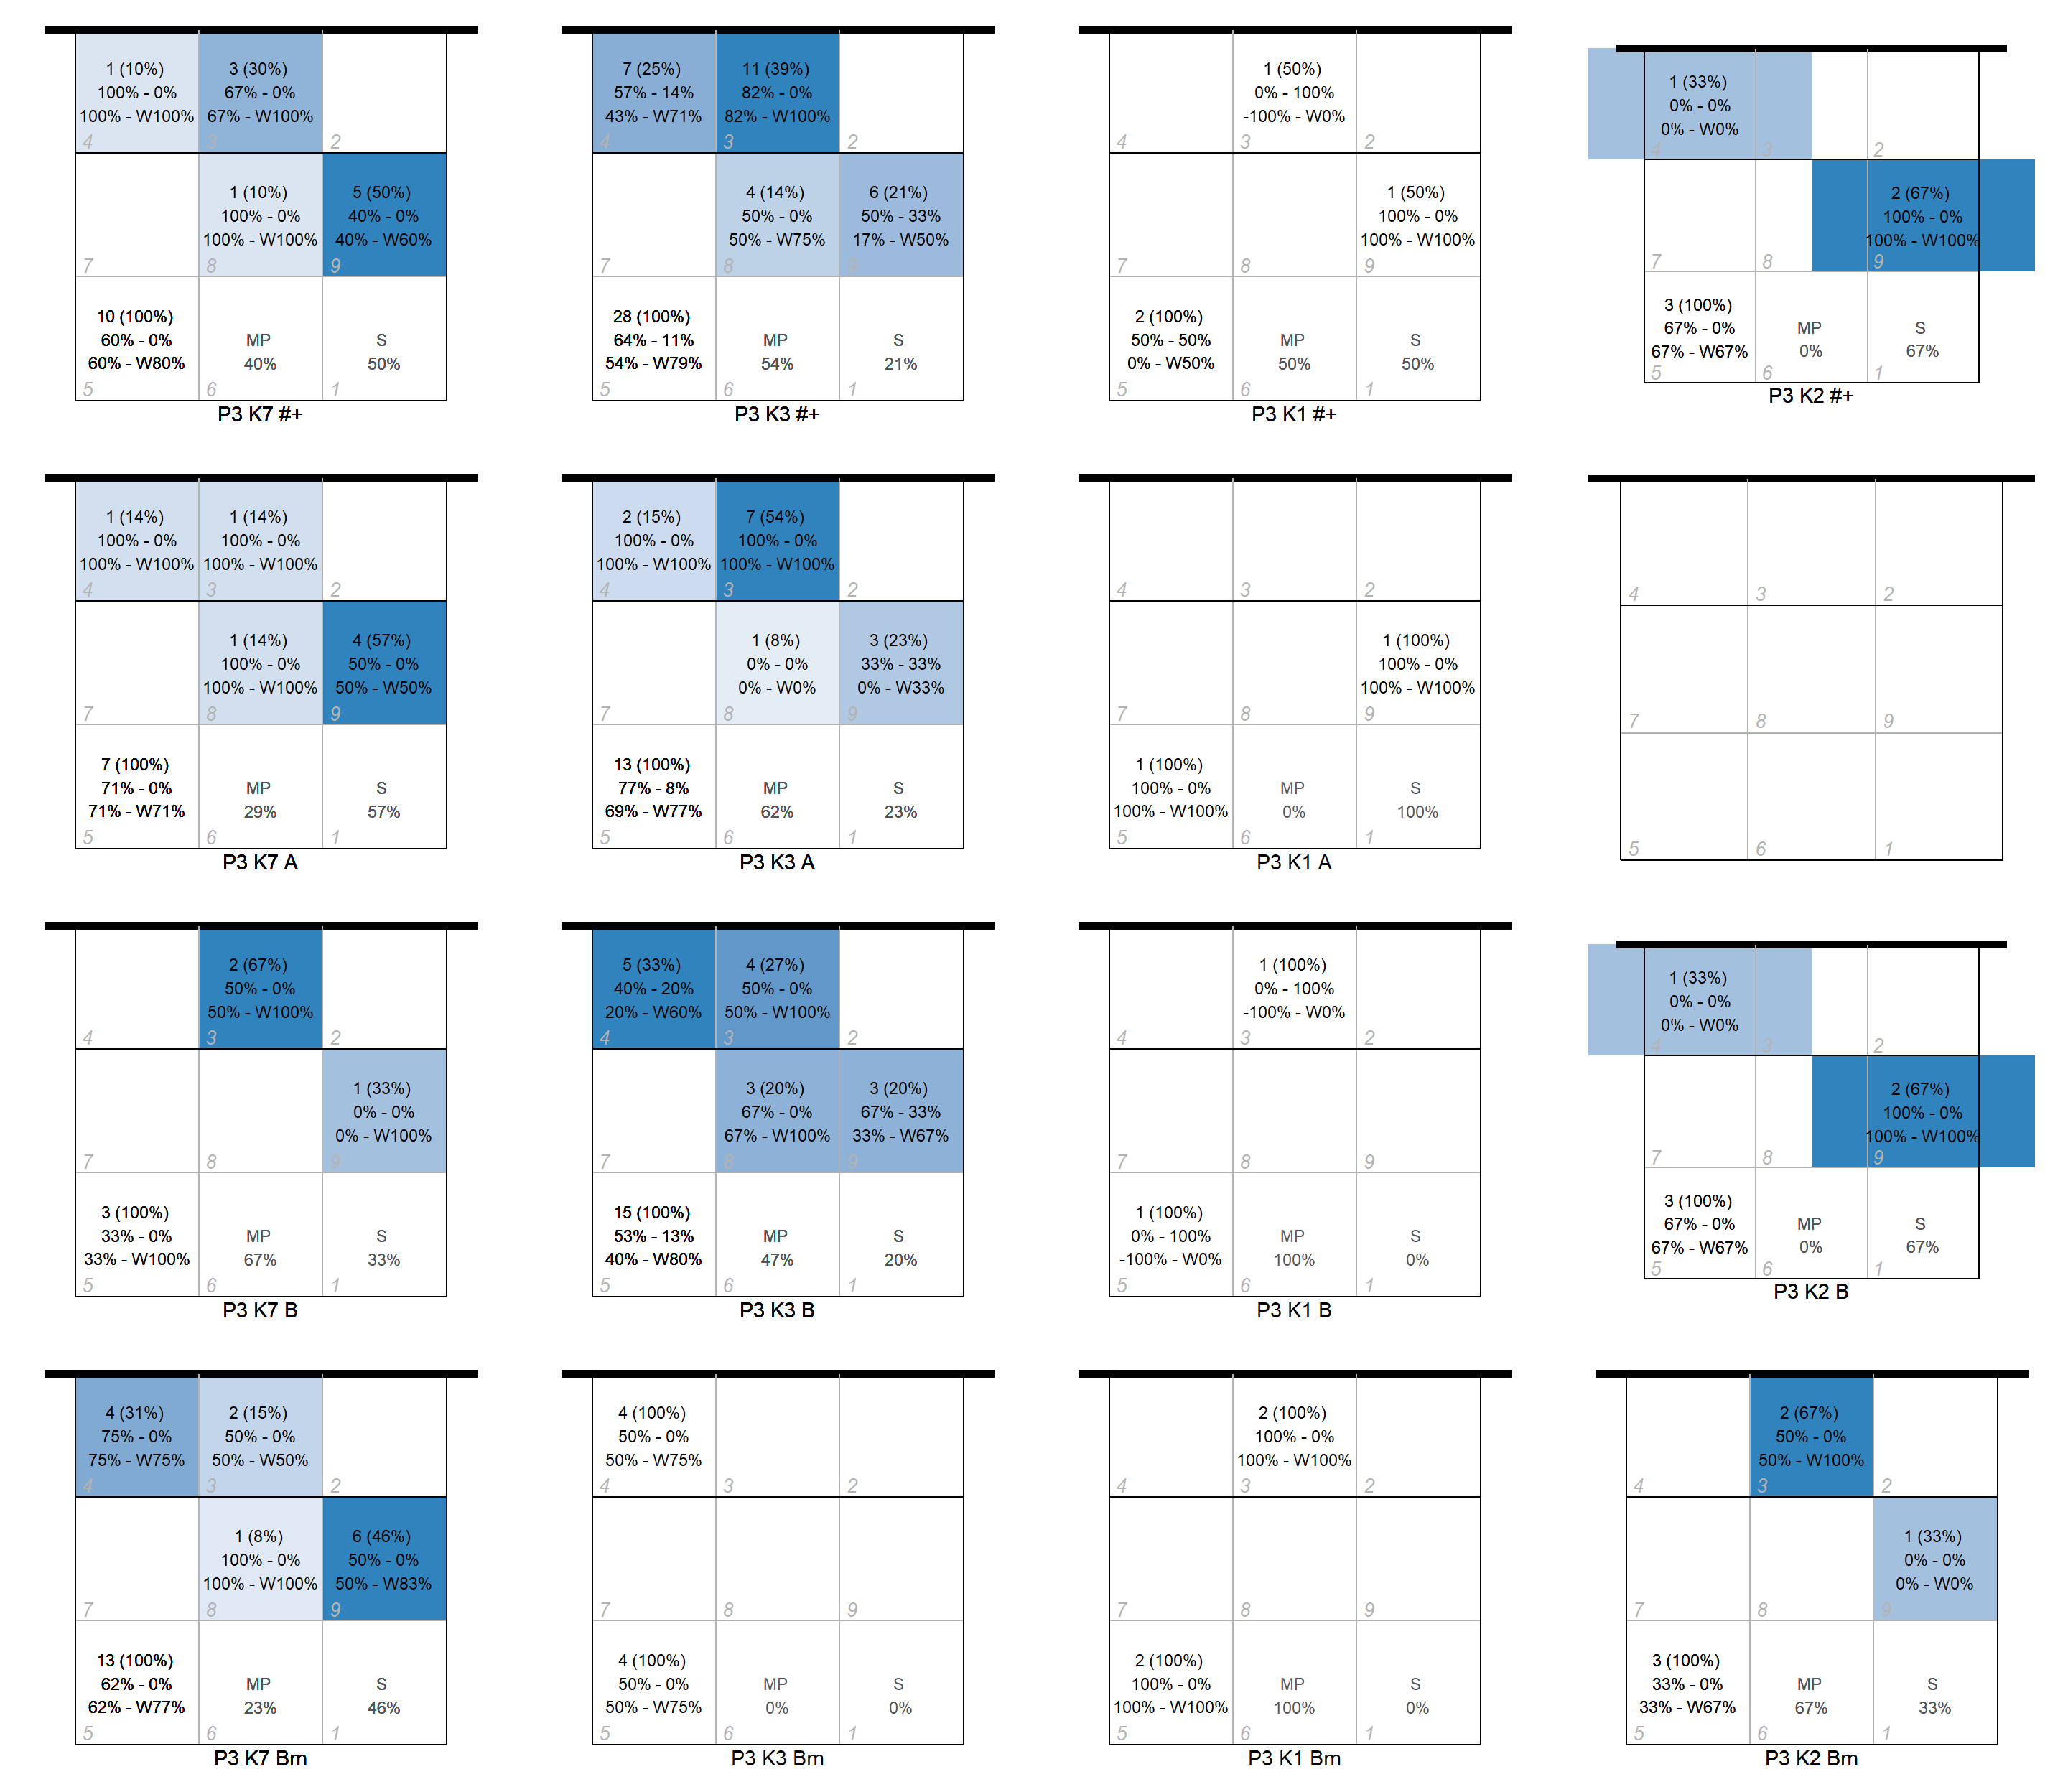 1 (10%)
100% - 0%
100% - W100%
4
3 (30%)
67% - 0%
67% - W100%
3
2
7
1 (10%)
100% - 0%
100% - W100%
8
5 (50%)
40% - 0%
40% - W60%
9
10 (100%)
60% - 0%
60% - W80%
5
MP
40%
6
S
50%
1
P3 K7 #+
7 (25%)
57% - 14%
43% - W71%
4
11 (39%)
82% - 0%
82% - W100%
3
2
7
4 (14%)
50% - 0%
50% - W75%
8
6 (21%)
50% - 33%
17% - W50%
9
28 (100%)
64% - 11%
54% - W79%
5
MP
54%
6
S
21%
1
P3 K3 #+
4
1 (50%)
0% - 100%
-100% - W0%
3
2
7
8
1 (50%)
100% - 0%
100% - W100%
9
2 (100%)
50% - 50%
0% - W50%
5
MP
50%
6
S
50%
1
P3 K1 #+
1 (33%)
0% - 0%
0% - W0%
4
3
2
7
8
2 (67%)
100% - 0%
100% - W100%
9
3 (100%)
67% - 0%
67% - W67%
5
MP
0%
6
S
67%
1
P3 K2 #+
1 (14%)
100% - 0%
100% - W100%
4
1 (14%)
100% - 0%
100% - W100%
3
2
7
1 (14%)
100% - 0%
100% - W100%
8
4 (57%)
50% - 0%
50% - W50%
9
7 (100%)
71% - 0%
71% - W71%
5
MP
29%
6
S
57%
1
P3 K7 A
2 (15%)
100% - 0%
100% - W100%
4
7 (54%)
100% - 0%
100% - W100%
3
2
7
1 (8%)
0% - 0%
0% - W0%
8
3 (23%)
33% - 33%
0% - W33%
9
13 (100%)
77% - 8%
69% - W77%
5
MP
62%
6
S
23%
1
P3 K3 A
4
3
2
7
8
1 (100%)
100% - 0%
100% - W100%
9
1 (100%)
100% - 0%
100% - W100%
5
MP
0%
6
S
100%
1
P3 K1 A
4
3
2
7
8
9
5
6
1
4
2 (67%)
50% - 0%
50% - W100%
3
2
7
8
1 (33%)
0% - 0%
0% - W100%
9
3 (100%)
33% - 0%
33% - W100%
5
MP
67%
6
S
33%
1
P3 K7 B
5 (33%)
40% - 20%
20% - W60%
4
4 (27%)
50% - 0%
50% - W100%
3
2
7
3 (20%)
67% - 0%
67% - W100%
8
3 (20%)
67% - 33%
33% - W67%
9
15 (100%)
53% - 13%
40% - W80%
5
MP
47%
6
S
20%
1
P3 K3 B
4
1 (100%)
0% - 100%
-100% - W0%
3
2
7
8
9
1 (100%)
0% - 100%
-100% - W0%
5
MP
100%
6
S
0%
1
P3 K1 B
1 (33%)
0% - 0%
0% - W0%
4
3
2
7
8
2 (67%)
100% - 0%
100% - W100%
9
3 (100%)
67% - 0%
67% - W67%
5
MP
0%
6
S
67%
1
P3 K2 B
4 (31%)
75% - 0%
75% - W75%
4
2 (15%)
50% - 0%
50% - W50%
3
2
7
1 (8%)
100% - 0%
100% - W100%
8
6 (46%)
50% - 0%
50% - W83%
9
13 (100%)
62% - 0%
62% - W77%
5
MP
23%
6
S
46%
1
P3 K7 Bm
4 (100%)
50% - 0%
50% - W75%
4
3
2
7
8
9
4 (100%)
50% - 0%
50% - W75%
5
MP
0%
6
S
0%
1
P3 K3 Bm
4
2 (100%)
100% - 0%
100% - W100%
3
2
7
8
9
2 (100%)
100% - 0%
100% - W100%
5
MP
100%
6
S
0%
1
P3 K1 Bm
4
2 (67%)
50% - 0%
50% - W100%
3
2
7
8
1 (33%)
0% - 0%
0% - W0%
9
3 (100%)
33% - 0%
33% - W67%
5
MP
67%
6
S
33%
1
P3 K2 Bm